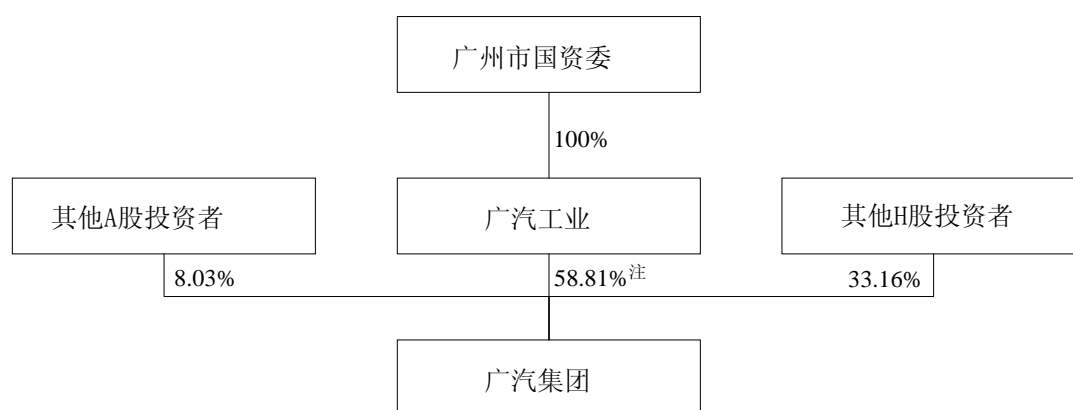 广州市国资委
100%
其他A股投资者
广汽工业
其他H股投资者
8.03%
58.81%注
33.16%
广汽集团